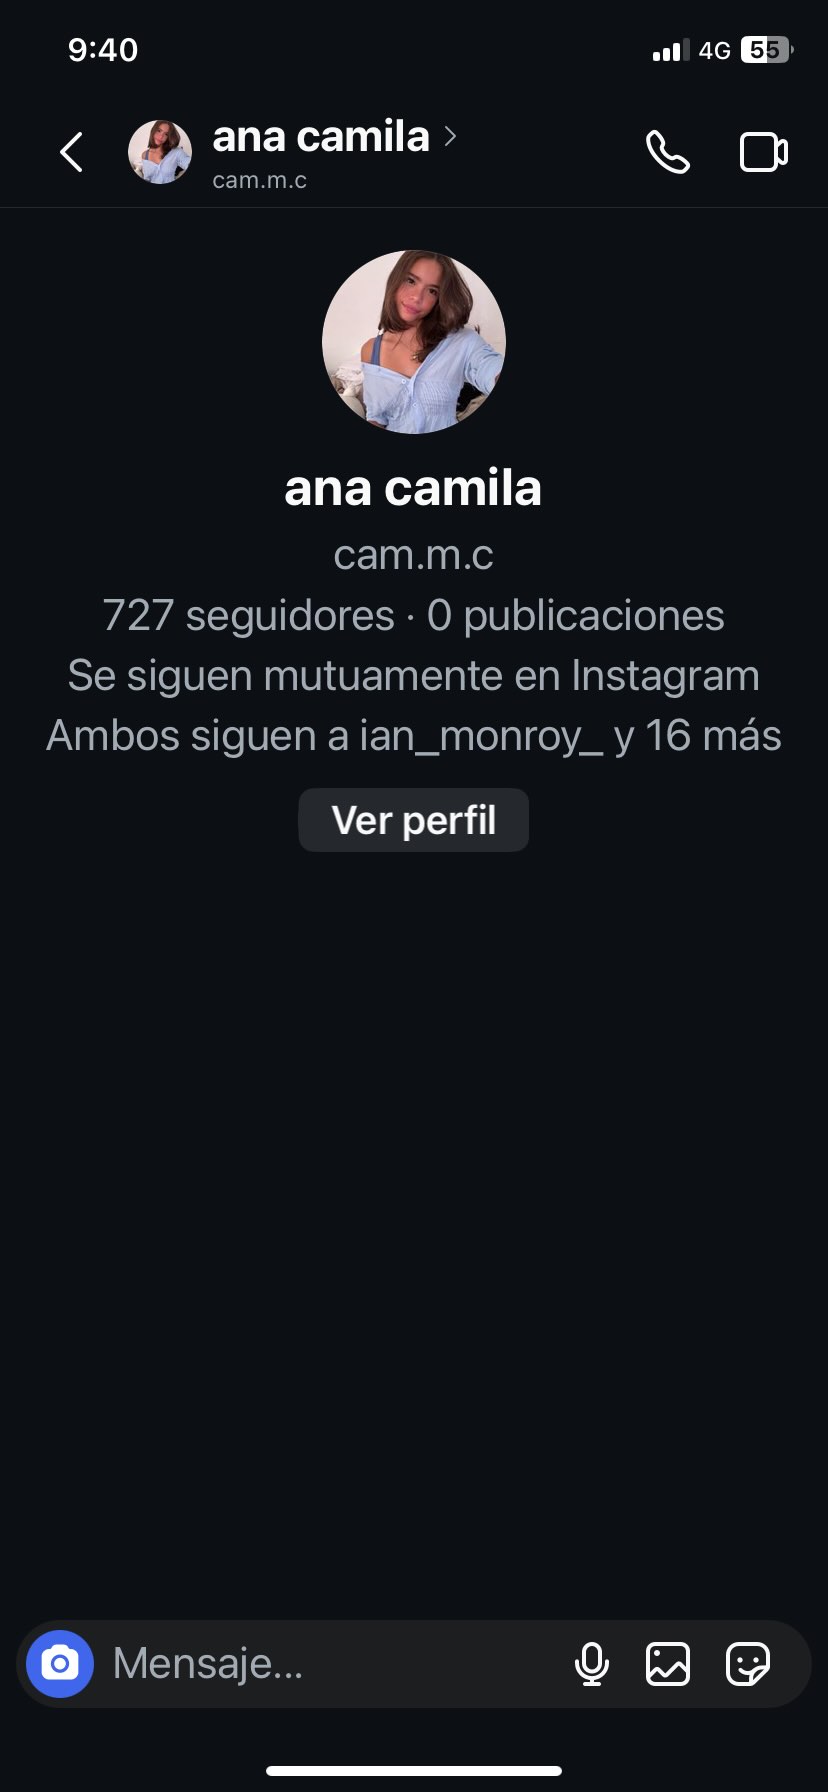 9:40
4G
55
ana camila
cam.m.c
ana camila
cam.m.c
727 seguidores · 0 publicaciones
Se siguen mutuamente en Instagram
Ambos siguen a ian_monroy_ y 16 más
Ver perfil
Mensaje...